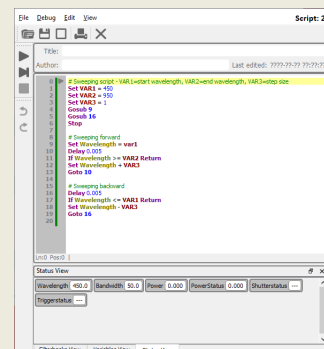 File Debug Edit View Script: 2
Title:
Author: Last edited: ????-??-?? ??:??:?
0 # Sweeping script - VAR1=start wavelength, VAR2=end wavelength, VAR3=step size
1 Set VAR1 = 450
2 Set VAR2 = 950
3 Set VAR3 = 1
4 Gosub 9
5 Gosub 16
6 Stop
7
8 # Sweeping forward
9 Set Wavelength = var1
10 Delay 0.005
11 If Wavelength >= VAR2 Return
12 Set Wavelength + VAR3
13 Goto 10
14
15 # Sweeping backward
16 Delay 0.005
17 If Wavelength <= VAR1 Return
18 Set Wavelength - VAR3
19 Goto 16
20
Ln:0 Pos:0
Status View
Wavelength 450.0 Bandwidth 50.0 Power 0.000 PowerStatus 0.000 Shutterstatus ---
Triggerstatus ---